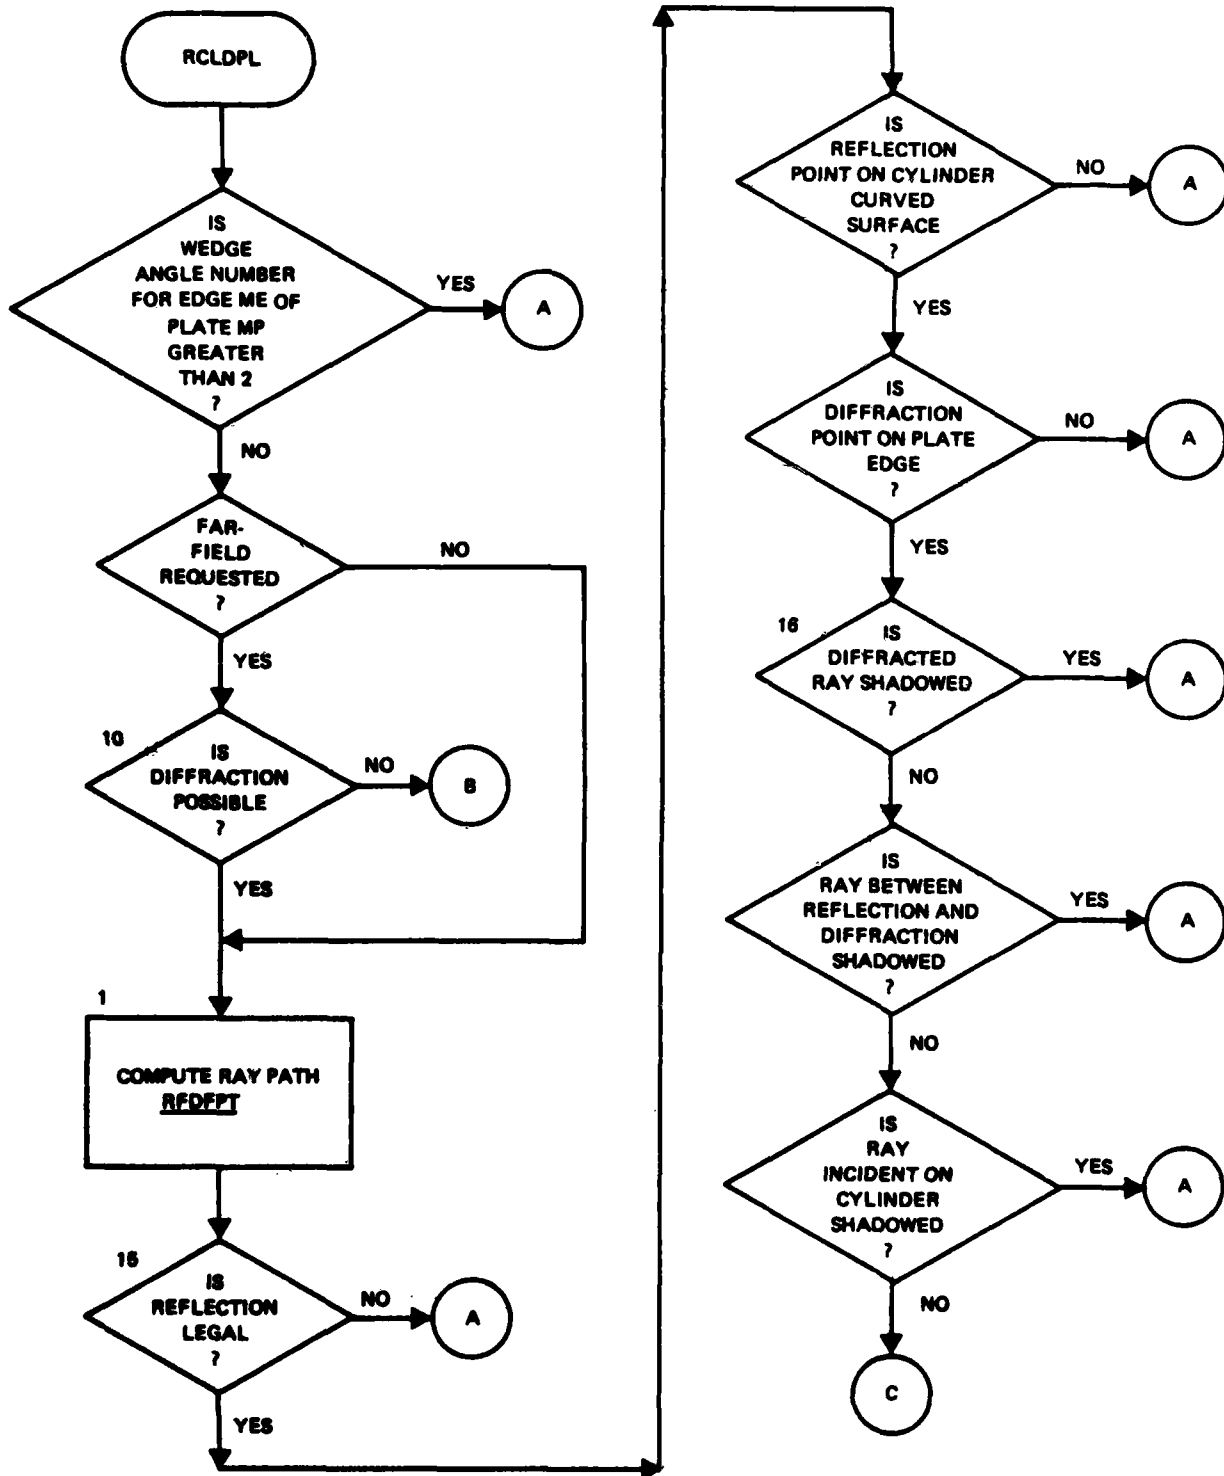 RCLDPL
IS
WEDGE
ANGLE NUMBER
FOR EDGE ME OF
PLATE MP
GREATER
THAN 2
?
YES
A
NO
FAR-
FIELD
REQUESTED
?
NO
YES
10
IS
DIFFRACTION
POSSIBLE
?
NO
B
YES
1
COMPUTE RAY PATH
RFDFPT
15
IS
REFLECTION
LEGAL
?
NO
A
YES
IS
REFLECTION
POINT ON CYLINDER
CURVED
SURFACE
?
NO
A
YES
IS
DIFFRACTION
POINT ON PLATE
EDGE
?
NO
A
YES
16
IS
DIFFRACTED
RAY SHADOWED
?
YES
A
NO
IS
RAY BETWEEN
REFLECTION AND
DIFFRACTION
SHADOWED
?
YES
A
NO
IS
RAY
INCIDENT ON
CYLINDER
SHADOWED
?
YES
A
NO
C